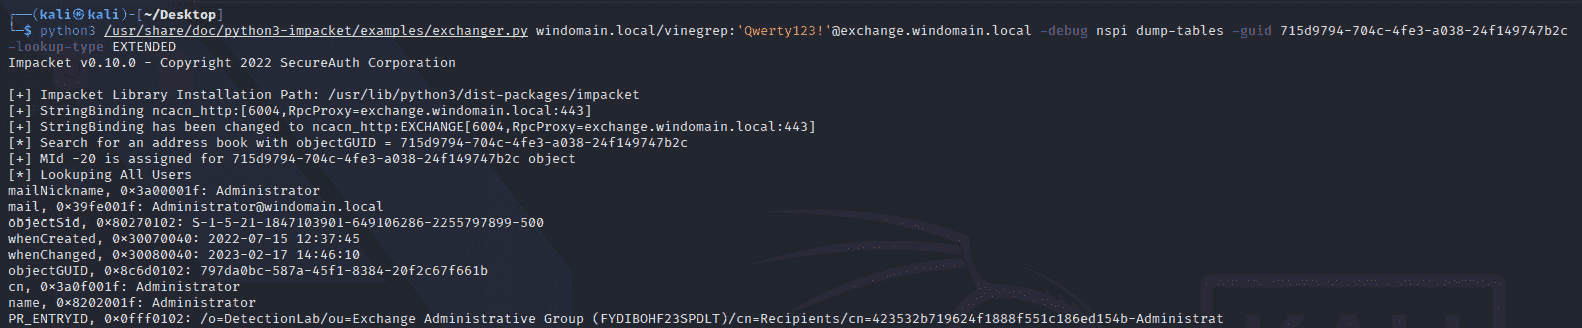 ┌──(kali㉿kali)-[~/Desktop]
└─$ python3 /usr/share/doc/python3-impacket/examples/exchanger.py windomain.local/vinegrep:'Qwerty123!'@exchange.windomain.local -debug nspi dump-tables -guid 715d9794-704c-4fe3-a038-24f149747b2c
-lookup-type EXTENDED
Impacket v0.10.0 - Copyright 2022 SecureAuth Corporation
[+] Impacket Library Installation Path: /usr/lib/python3/dist-packages/impacket
[+] StringBinding ncacn_http:[6004,RpcProxy=exchange.windomain.local:443]
[+] StringBinding has been changed to ncacn_http:EXCHANGE[6004,RpcProxy=exchange.windomain.local:443]
[*] Search for an address book with objectGUID = 715d9794-704c-4fe3-a038-24f149747b2c
[+] MId -20 is assigned for 715d9794-704c-4fe3-a038-24f149747b2c object
[*] Lookuping All Users
mailNickname, 0×3a00001f: Administrator
mail, 0×39fe001f: Administrator@windomain.local
objectSid, 0×80270102: S-1-5-21-1847103901-649106286-2255797899-500
whenCreated, 0×30070040: 2022-07-15 12:37:45
whenChanged, 0×30080040: 2023-02-17 14:46:10
objectGUID, 0×8c6d0102: 797da0bc-587a-45f1-8384-20f2c67f661b
cn, 0×3a0f001f: Administrator
name, 0×8202001f: Administrator
PR_ENTRYID, 0×0fff0102: /o=DetectionLab/ou=Exchange Administrative Group (FYDIBOHF23SPDLT)/cn=Recipients/cn=423532b719624f1888f551c186ed154b-Administrat